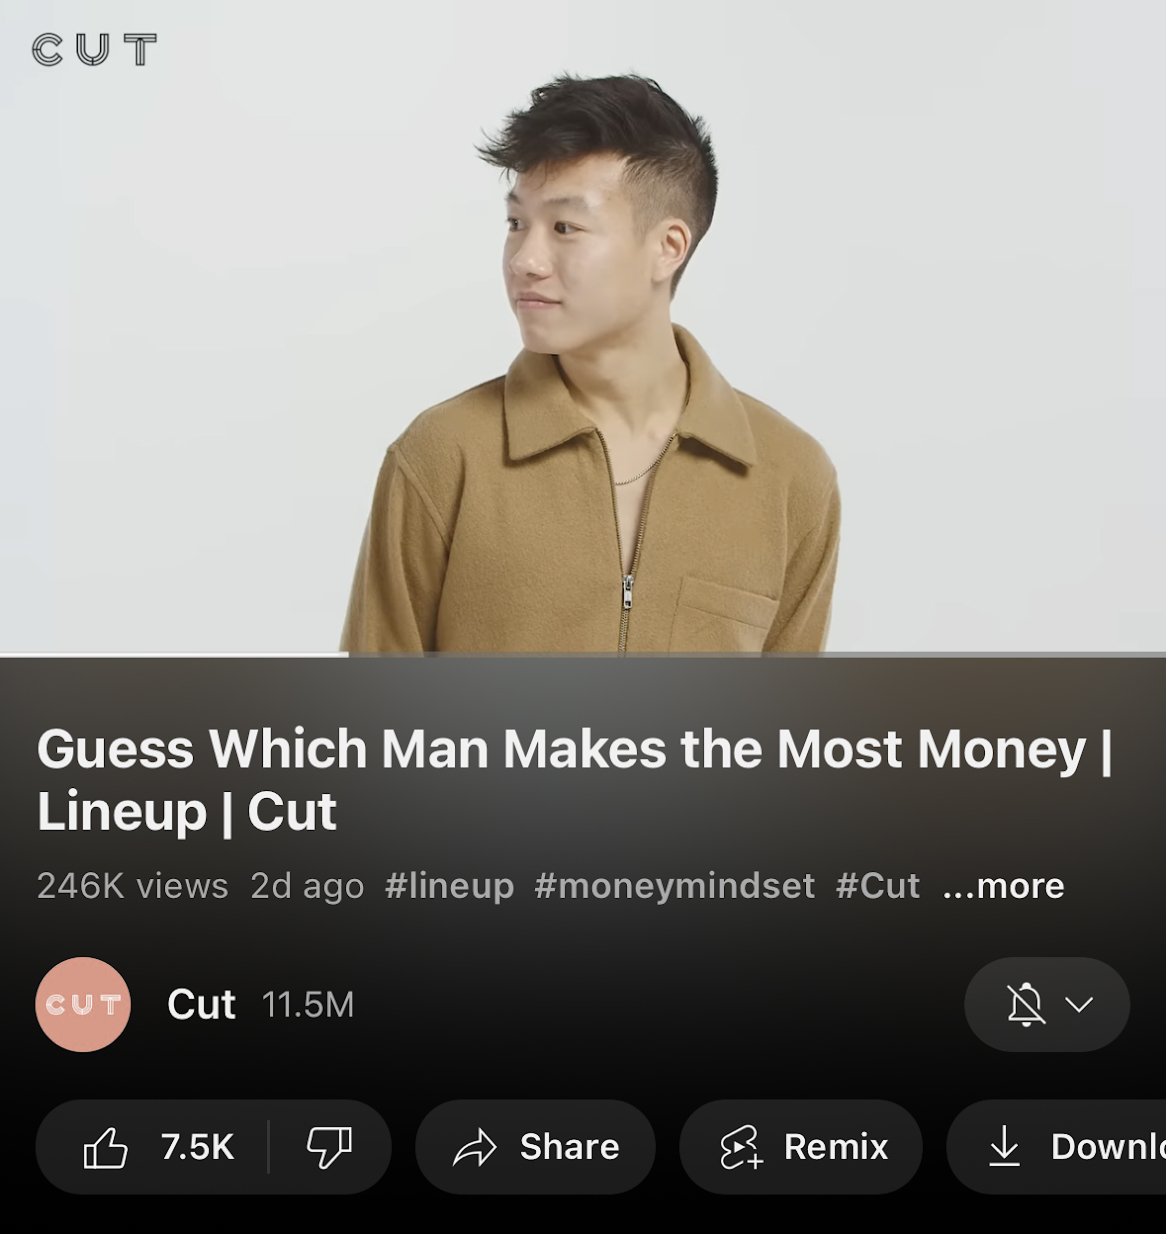 CUT
Guess Which Man Makes the Most Money |
Lineup | Cut
246K views 2d ago #lineup #moneymindset #Cut ...more
CUT Cut 11.5M
7.5K Share Remix Downlo